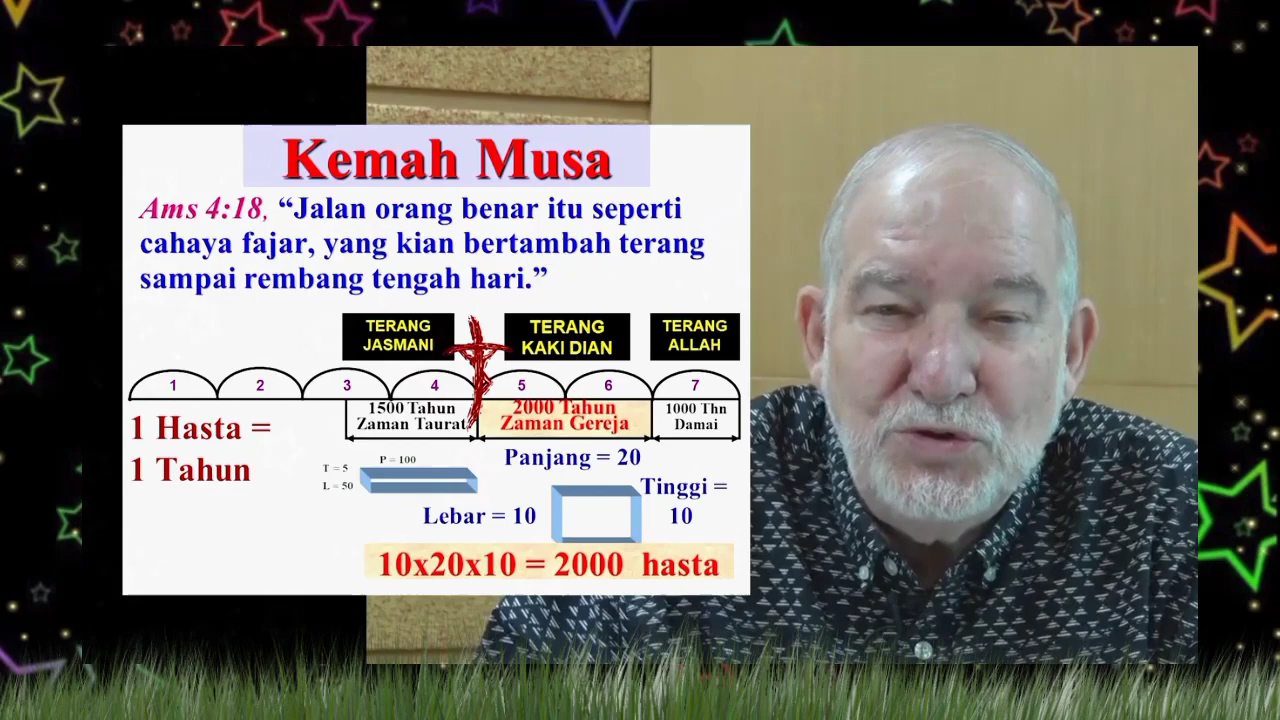 Kemah Musa
Ams 4:18, “Jalan orang benar itu seperti
cahaya fajar, yang kian bertambah terang
sampai rembang tengah hari.”
TERANG
JASMANI
TERANG
KAKI DIAN
TERANG
ALLAH
1 2 3 4 5 6 7
1500 Tahun
Zaman Taurat
2000 Tahun
Zaman Gereja
1000 Thn
Damai
1 Hasta =
1 Tahun
P = 100
T = 5
L = 50
Panjang = 20
Tinggi =
10
Lebar = 10
10x20x10 = 2000 hasta